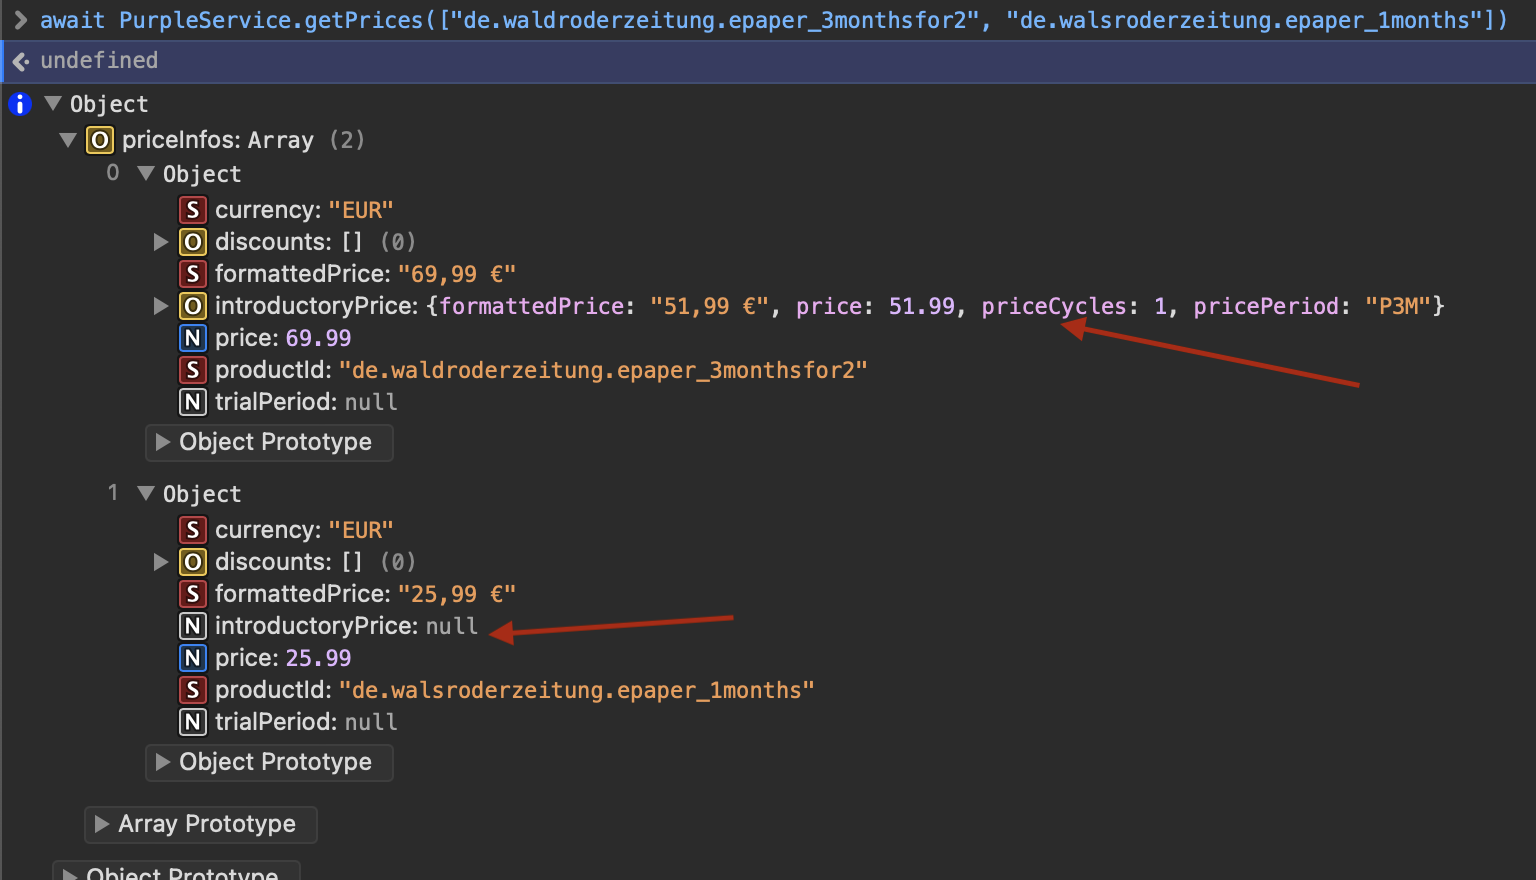 await PurpleService.getPrices(["de.waldroderzeitung.epaper_3monthsfor2", "de.walsroderzeitung.epaper_1months"])
undefined
Object
O priceInfos: Array (2)
0 Object
S currency: "EUR"
O discounts: [] (0)
S formattedPrice: "69,99 €"
O introductoryPrice: {formattedPrice: "51,99 €", price: 51.99, priceCycles: 1, pricePeriod: "P3M"}
N price: 69.99
S productId: "de.waldroderzeitung.epaper_3monthsfor2"
N trialPeriod: null
Object Prototype
1 Object
S currency: "EUR"
O discounts: [] (0)
S formattedPrice: "25,99 €"
N introductoryPrice: null
N price: 25.99
S productId: "de.walsroderzeitung.epaper_1months"
N trialPeriod: null
Object Prototype
Array Prototype
Object Prototype